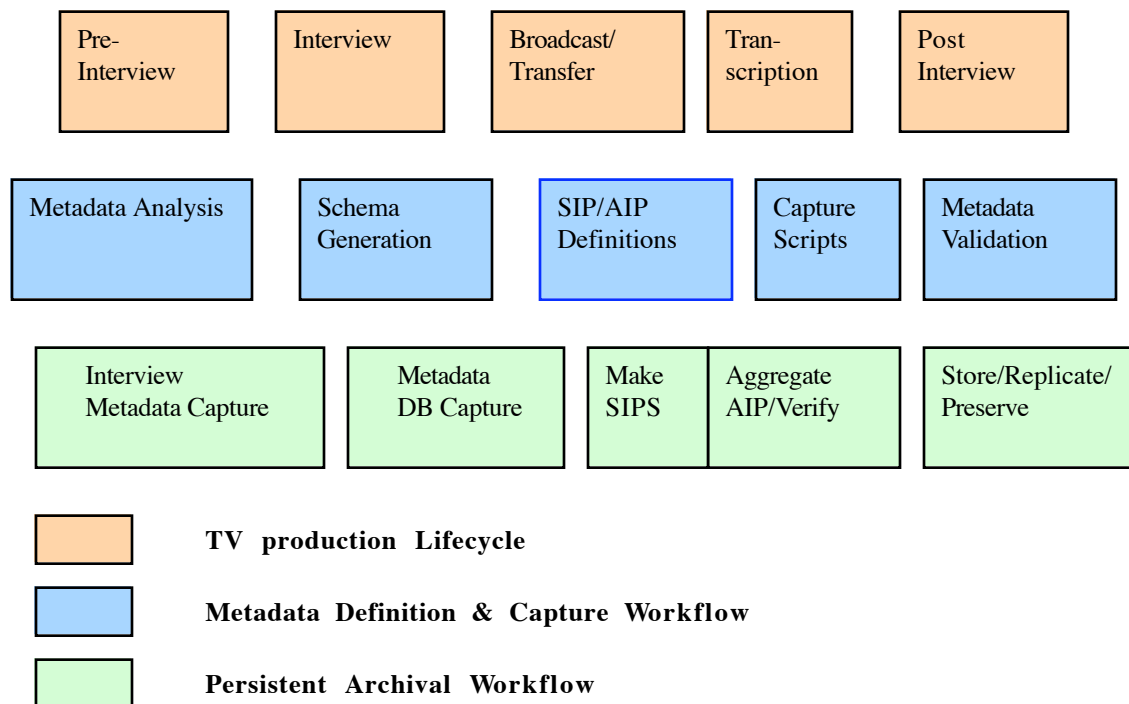 Pre-
Interview
Interview
Broadcast/
Transfer
Tran-
scription
Post
Interview
Metadata Analysis
Schema
Generation
SIP/AIP
Definitions
Capture
Scripts
Metadata
Validation
Interview
Metadata Capture
Metadata
DB Capture
Make
SIPS
Aggregate
AIP/Verify
Store/Replicate/
Preserve
TV production Lifecycle
Metadata Definition & Capture Workflow
Persistent Archival Workflow